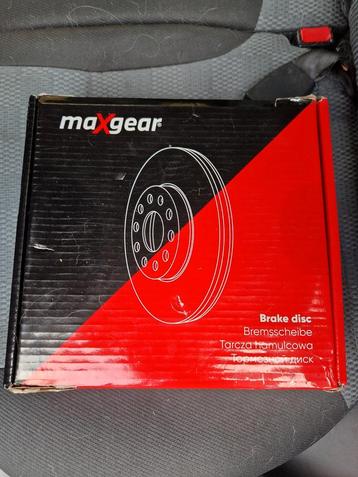 maXgear
Brake disc
Bremsscheibe
Tarcza hamulcowa
Тормозной диск